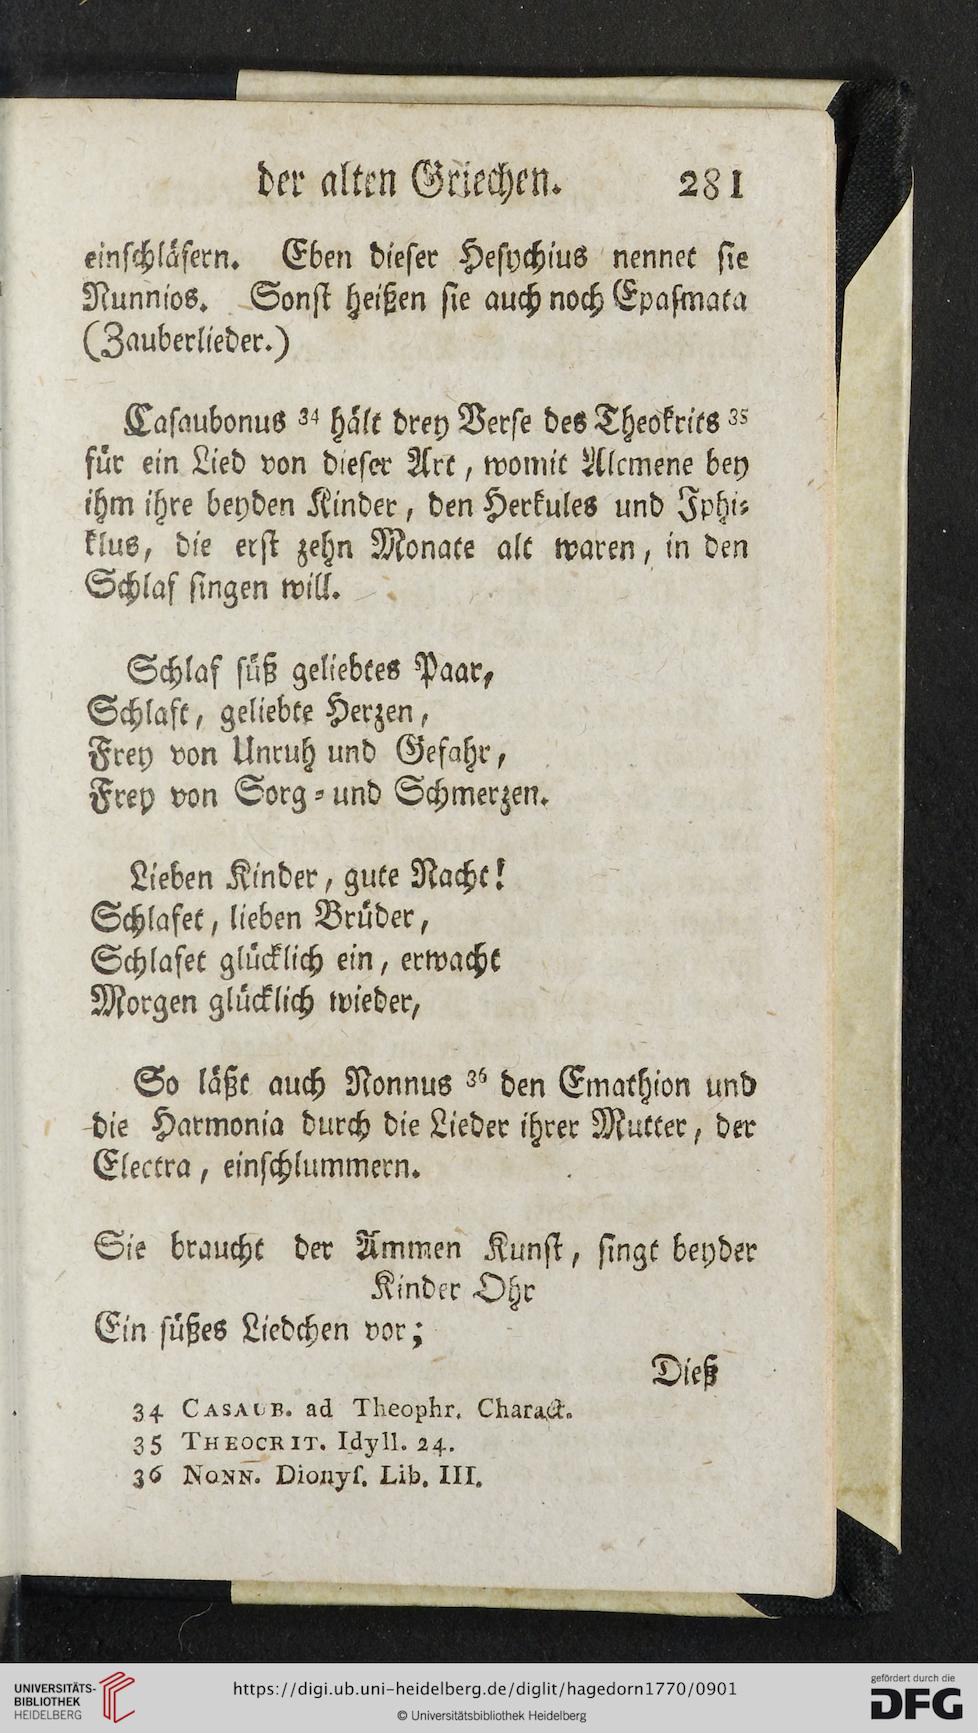 der alten Griechen. 281
einschläfern. Eben dieser Hesychius nennet sie
Nunnios. Sonst heißen sie auch noch Epasmata
(Zauberlieder.)
Casaubonus 34 hält drey Verse des Theokrits 35
für ein Lied von dieser Art, womit Alcmene bey
ihm ihre beyden Kinder, den Herkules und Iphi-
klus, die erst zehn Monate alt waren, in den
Schlaf singen will.
Schlaf süß geliebtes Paar,
Schlaft, geliebte Herzen,
Frey von Unruh und Gefahr,
Frey von Sorg- und Schmerzen.
Lieben Kinder, gute Nacht!
Schlafet, lieben Brüder,
Schlafet glücklich ein, erwacht
Morgen glücklich wieder,
So läßt auch Nonnus 36 den Emathion und
die Harmonia durch die Lieder ihrer Mutter, der
Electra, einschlummern.
Sie braucht der Ammen Kunst, singt beyder
Kinder Ohr
Ein süßes Liedchen vor;
Dieß
34 CASAUB. ad Theophr. Charact.
35 THEOCRIT. Idyll. 24.
36 NONN. Dionyſ. Lib. III.
UNIVERSITÄTS-
BIBLIOTHEK
HEIDELBERG
https://digi.ub.uni-heidelberg.de/diglit/hagedorn1770/0901
© Universitätsbibliothek Heidelberg
gefördert durch die
DFG